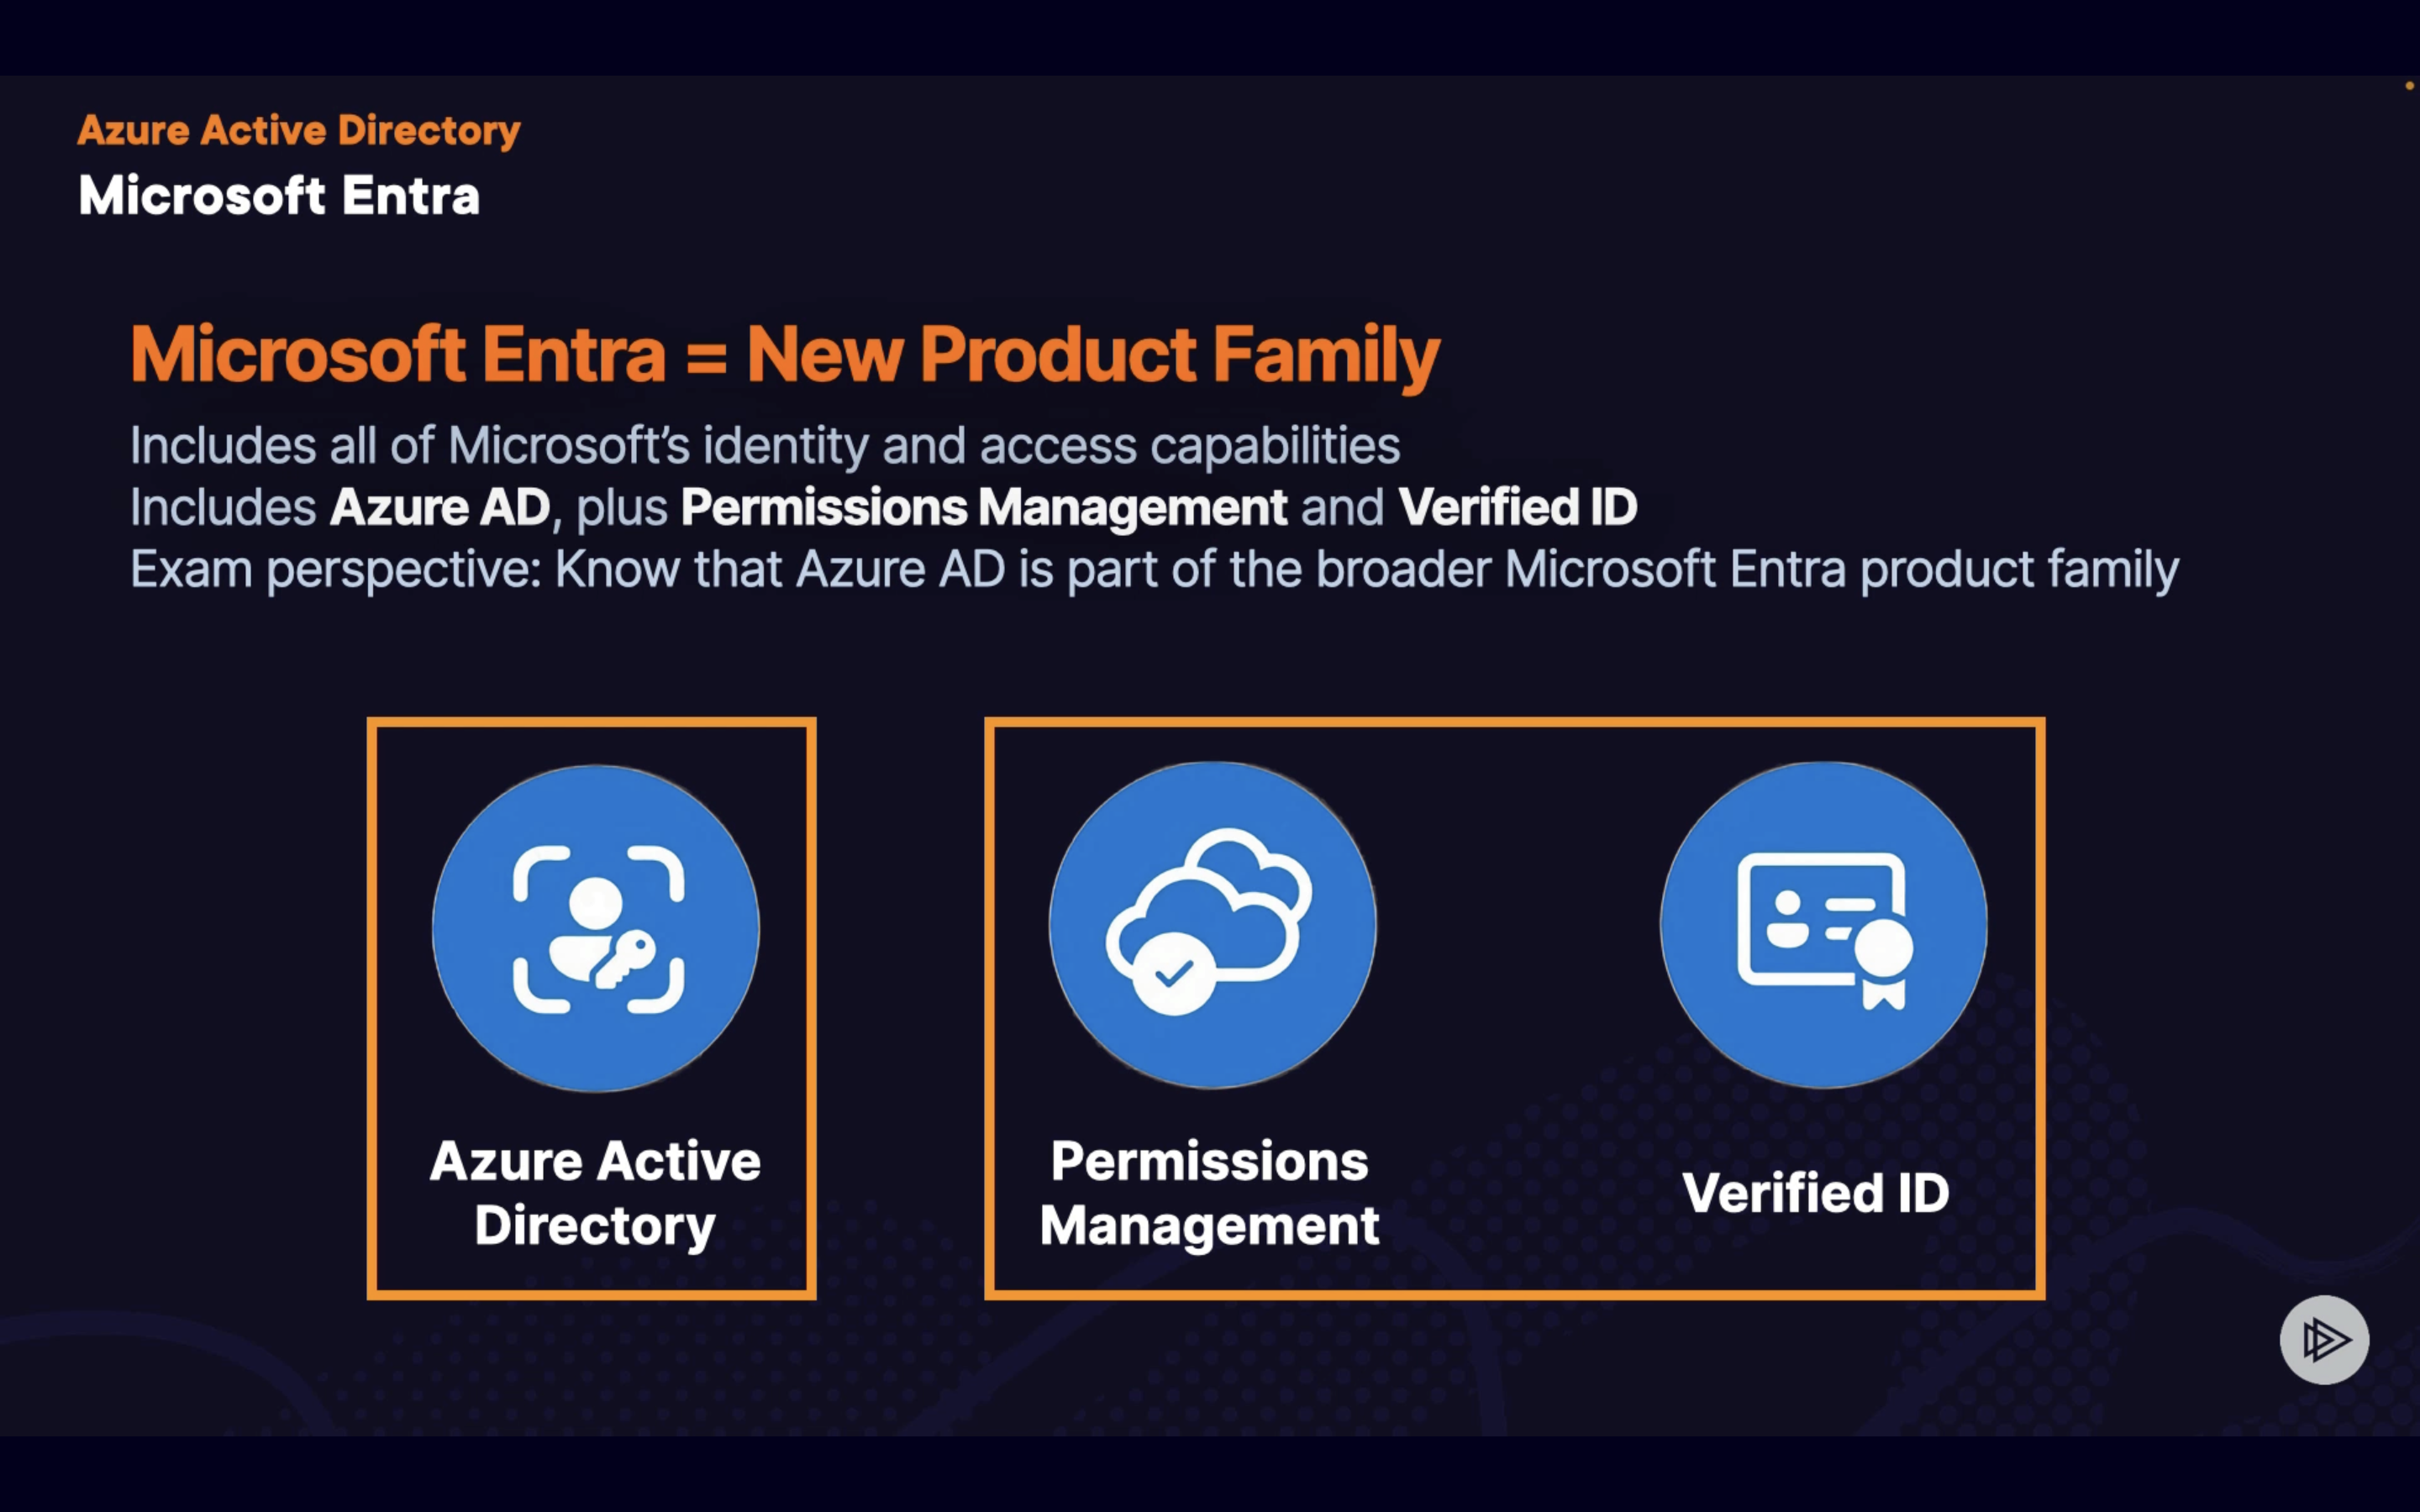 Azure Active Directory
Microsoft Entra
Microsoft Entra = New Product Family
Includes all of Microsoft’s identity and access capabilities
Includes Azure AD, plus Permissions Management and Verified ID
Exam perspective: Know that Azure AD is part of the broader Microsoft Entra product family
Azure Active
Directory
Permissions
Management
Verified ID